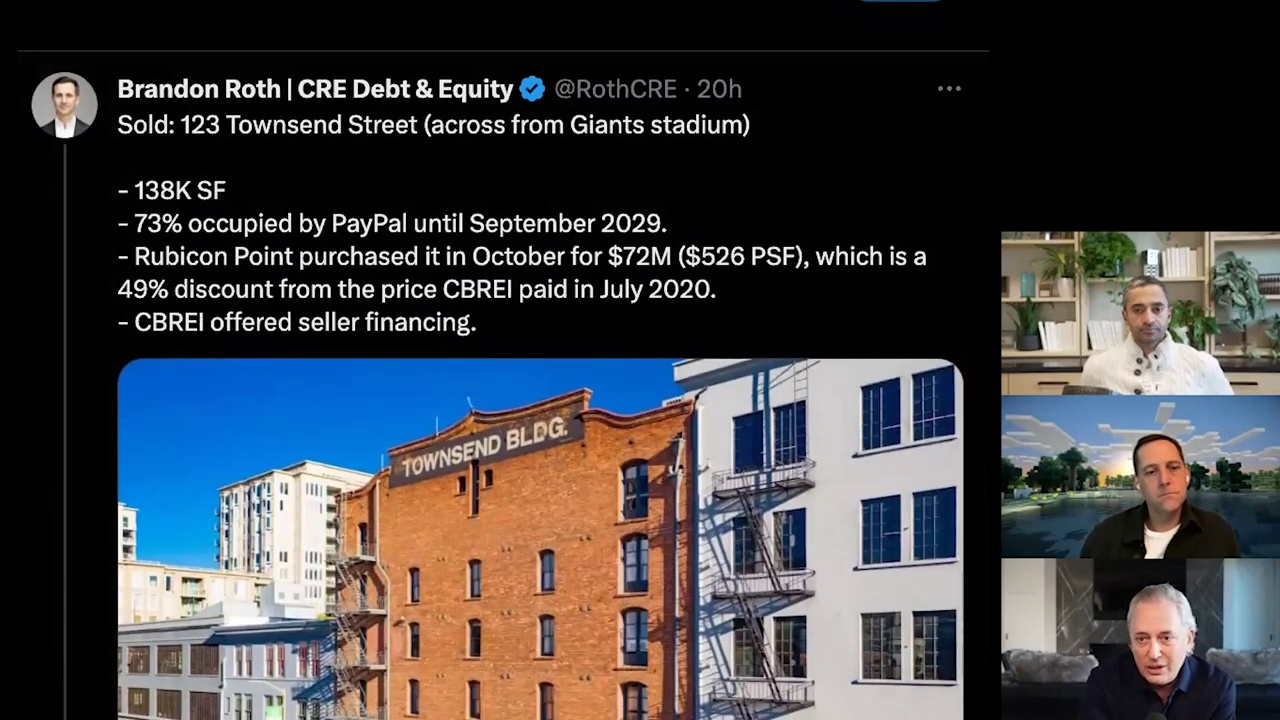 Brandon Roth | CRE Debt & Equity @RothCRE · 20h
Sold: 123 Townsend Street (across from Giants stadium)
- 138K SF
- 73% occupied by PayPal until September 2029.
- Rubicon Point purchased it in October for $72M ($526 PSF), which is a
49% discount from the price CBREI paid in July 2020.
- CBREI offered seller financing.
TOWNSEND BLDG.